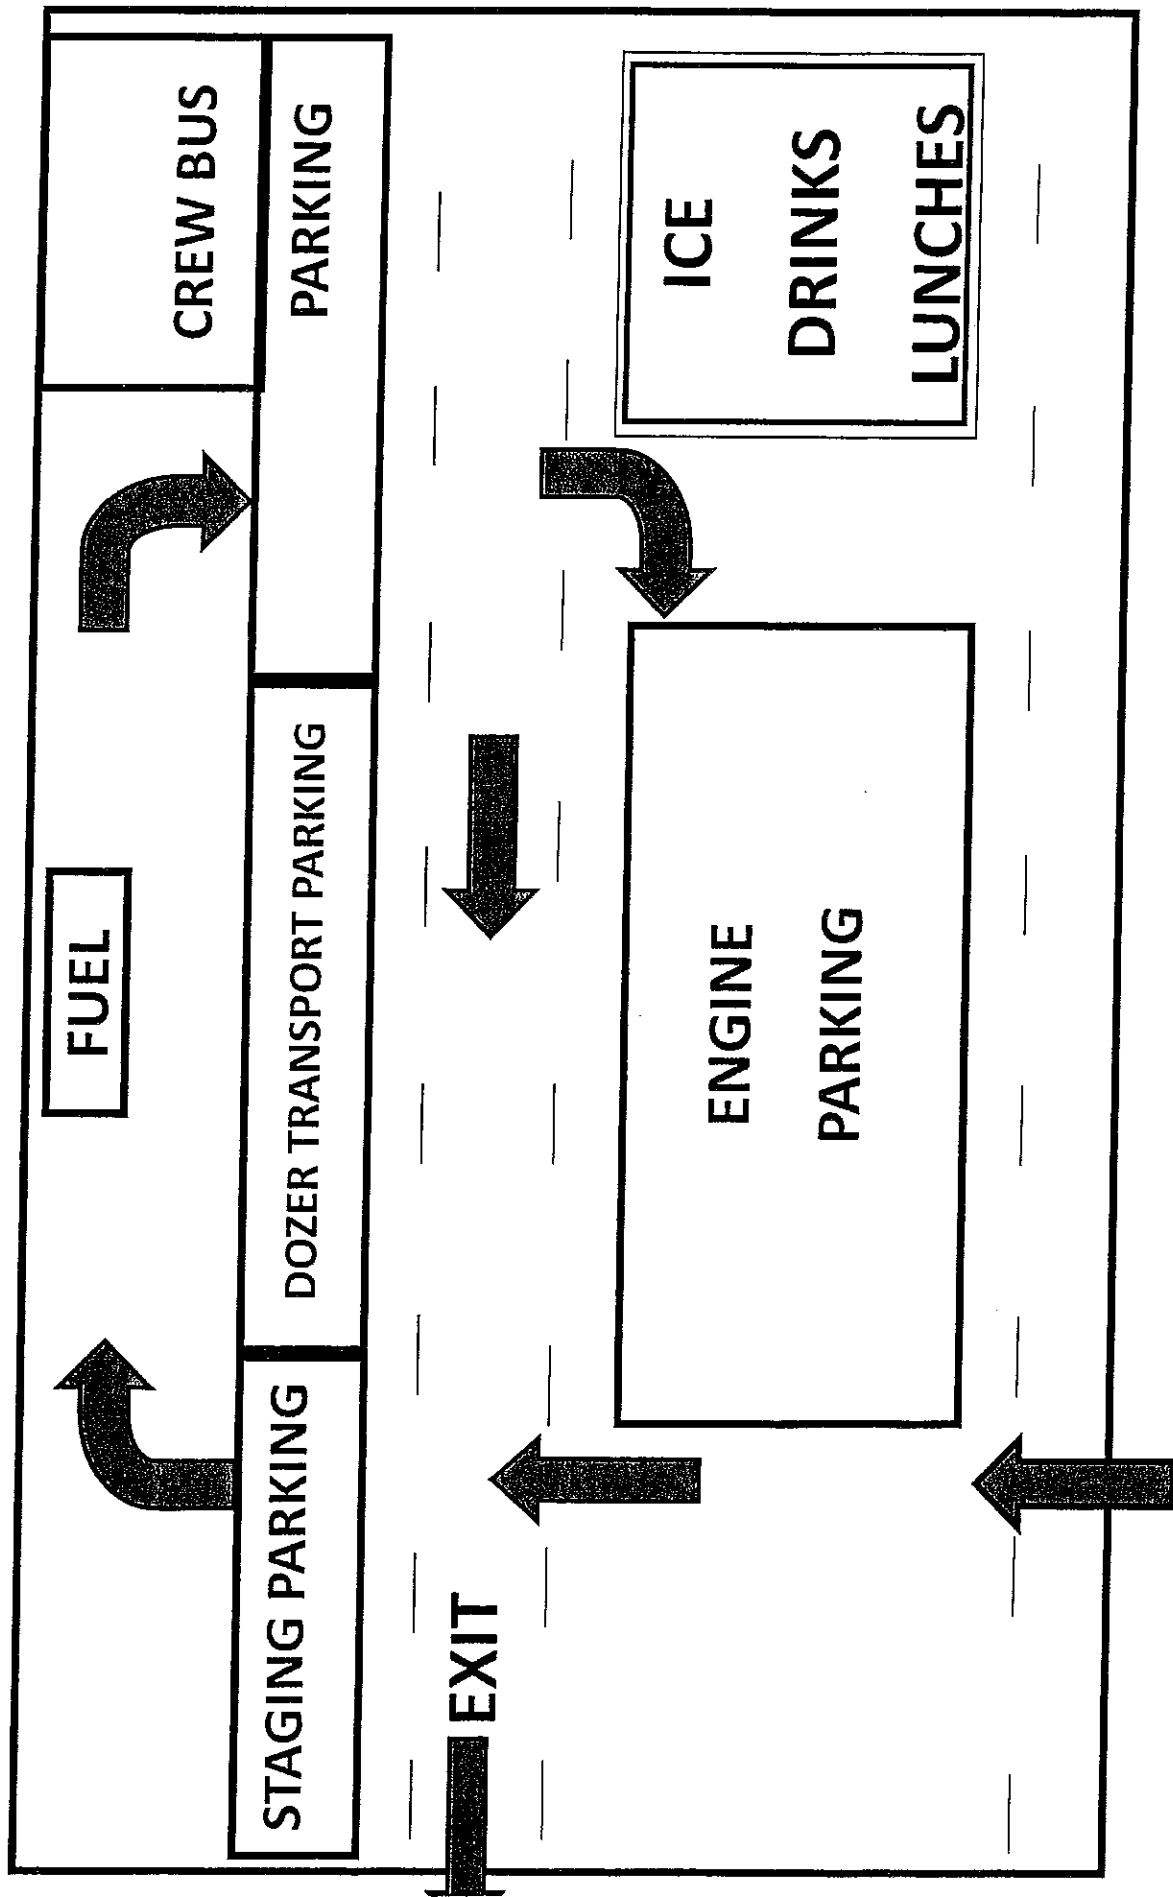 FUEL
CREW BUS
PARKING
STAGING PARKING
DOZER TRANSPORT PARKING
EXIT
ENGINE
PARKING
ICE
DRINKS
LUNCHES